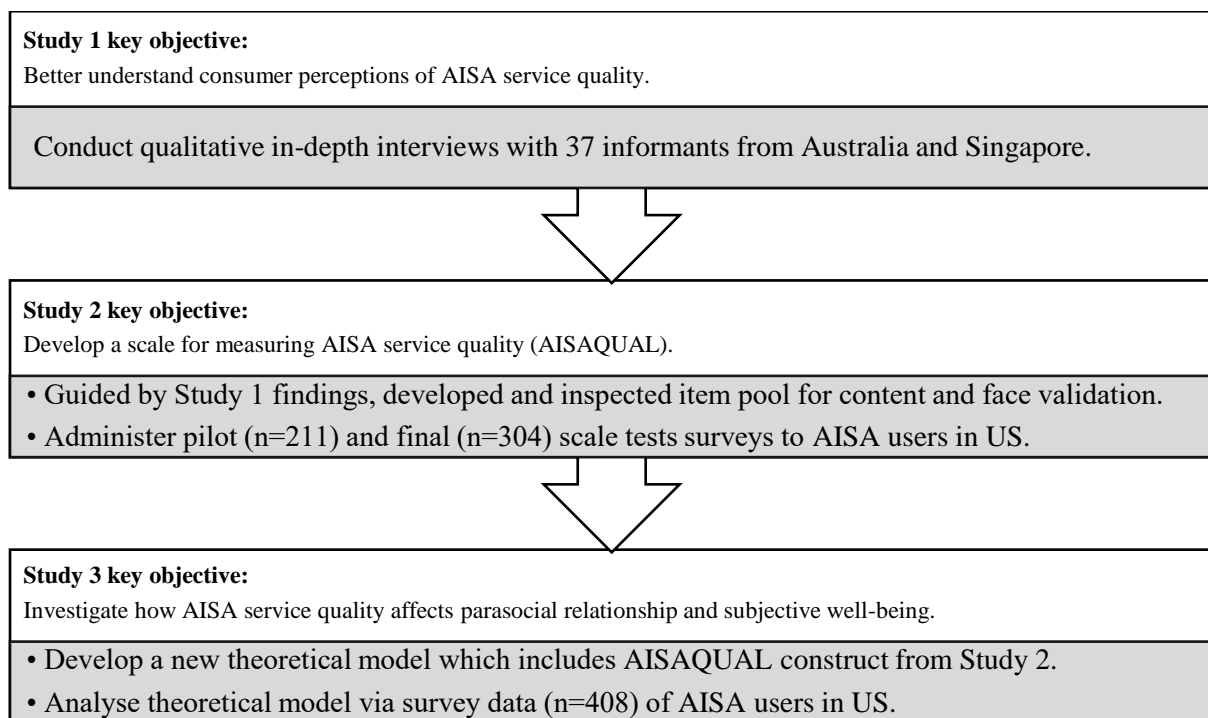 Study 1 key objective:
Better understand consumer perceptions of AISA service quality.
Conduct qualitative in-depth interviews with 37 informants from Australia and Singapore.
Study 2 key objective:
Develop a scale for measuring AISA service quality (AISAQUAL).
• Guided by Study 1 findings, developed and inspected item pool for content and face validation.
• Administer pilot (n=211) and final (n=304) scale tests surveys to AISA users in US.
Study 3 key objective:
Investigate how AISA service quality affects parasocial relationship and subjective well-being.
• Develop a new theoretical model which includes AISAQUAL construct from Study 2.
• Analyse theoretical model via survey data (n=408) of AISA users in US.